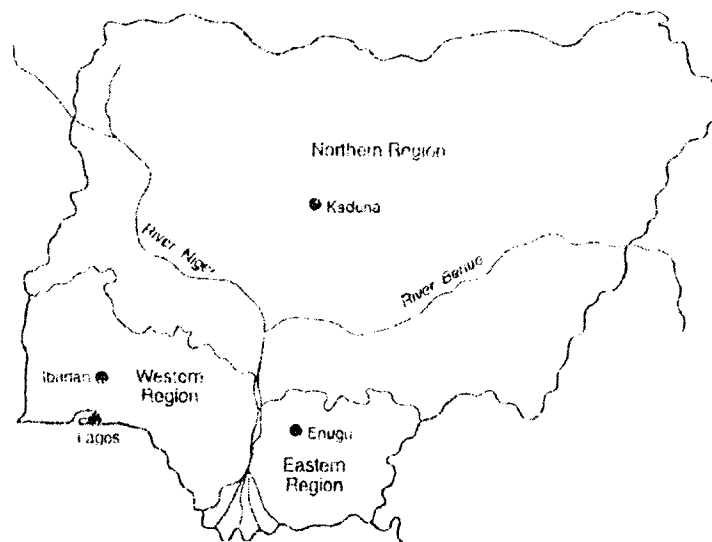 Northern Region
Kaduna
River Niger
River Benue
Ibadan
Western
Region
Lagos
Enugu
Eastern
Region